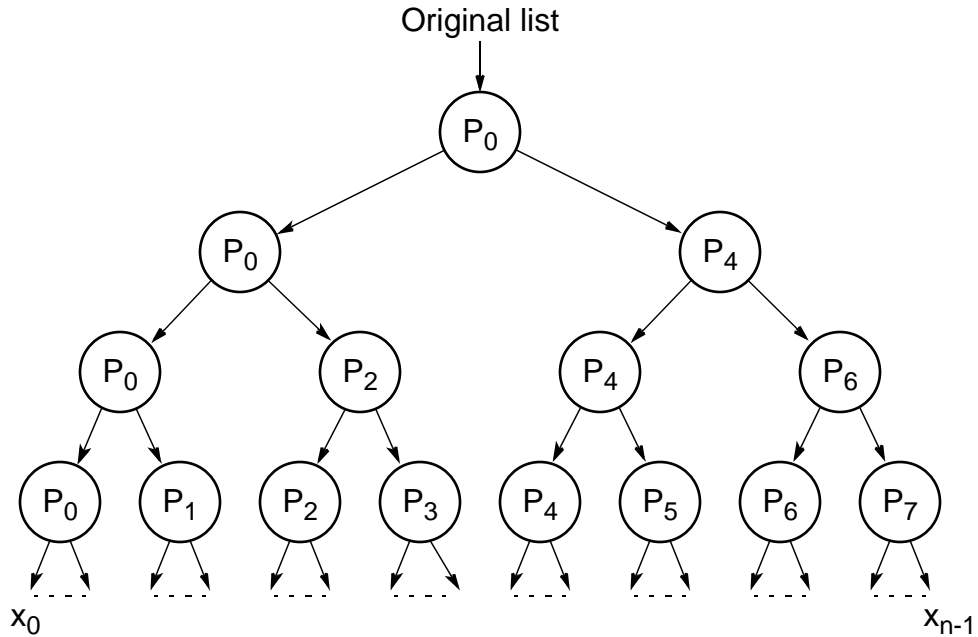 Original list
P0
P0 P4
P0 P2 P4 P6
P0 P1 P2 P3 P4 P5 P6 P7
x0 xn-1